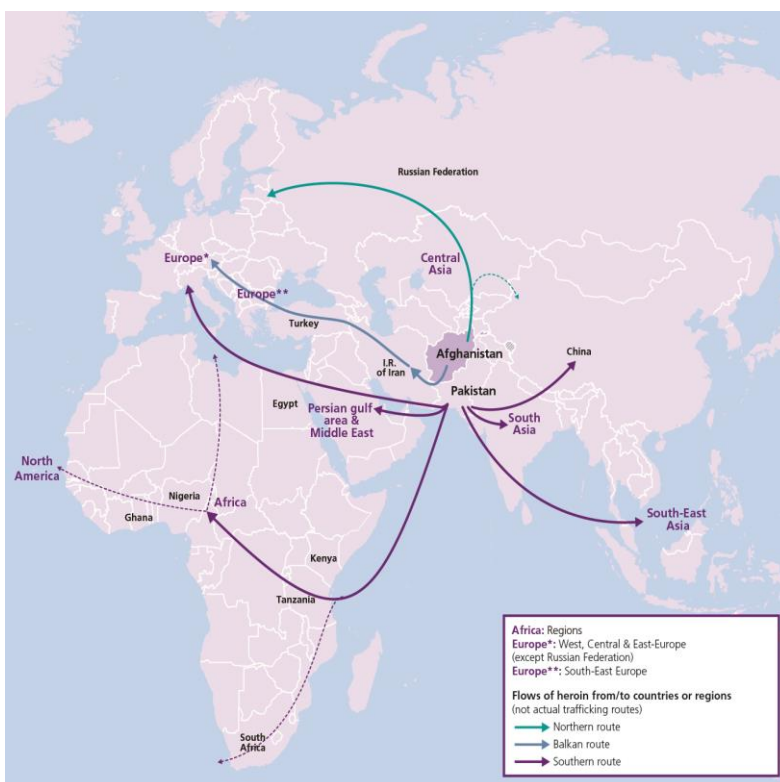 Russian Federation
Central
Asia
Europe*
Europe**
Turkey
Afghanistan
I.R.
of Iran
China
Pakistan
Egypt
Persian gulf
area &
Middle East
South
Asia
North
America
Nigeria
Africa
Ghana
South-East
Asia
Kenya
Tanzania
South
Africa
Africa: Regions
Europe*: West, Central & East-Europe
(except Russian Federation)
Europe**: South-East Europe
Flows of heroin from/to countries or regions
(not actual trafficking routes)
Northern route
Balkan route
Southern route